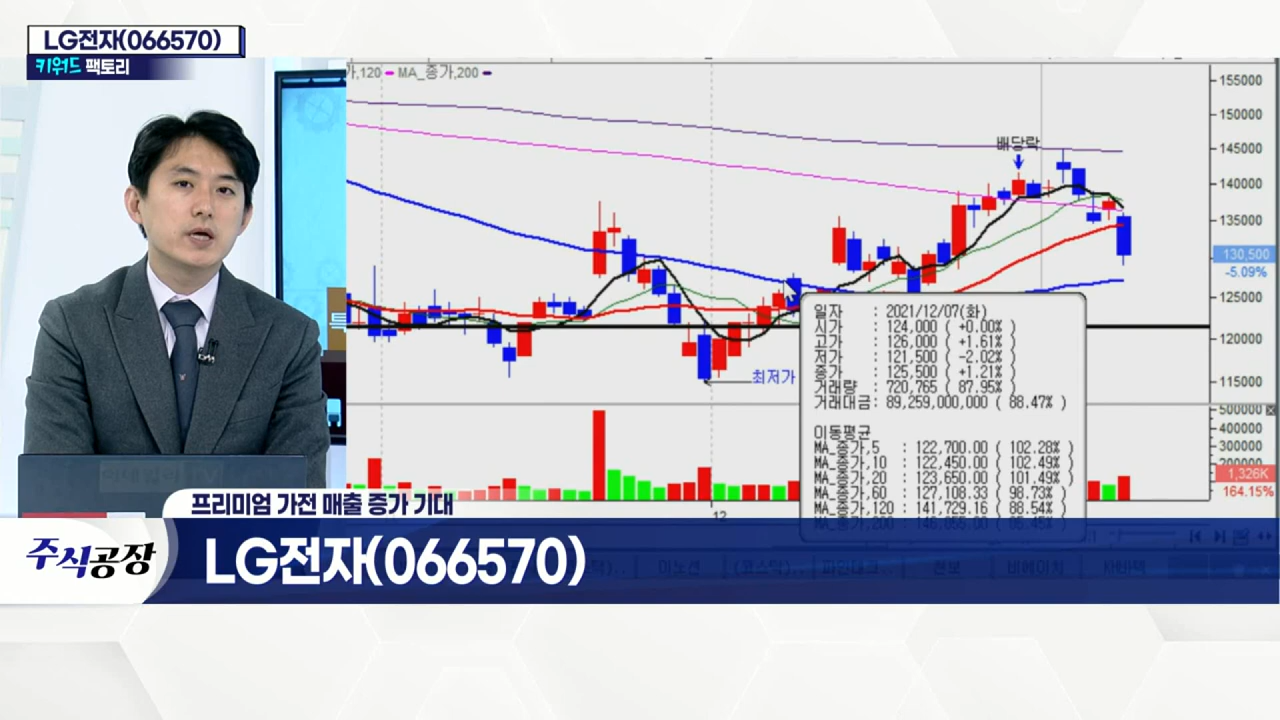 LG전자(066570)
키워드 팩토리
가,120 MA_종가,200
155000
150000
145000
140000
135000
130,500
-5.09%
125000
120000
115000
배당락
최저가
일자 : 2021/12/07(화)
시가 : 124,000 ( +0.00% )
고가 : 126,000 ( +1.61% )
저가 : 121,500 ( -2.02% )
종가 : 125,500 ( +1.21% )
거래량 : 720,765 ( 87.95% )
거래대금: 89,259,000,000 ( 88.47% )
이동평균
MA_종가,5 : 122,700.00 ( 102.28% )
MA_종가,10 : 122,450.00 ( 102.49% )
MA_종가,20 : 123,650.00 ( 101.49% )
MA_종가,60 : 127,108.33 ( 98.73% )
MA_종가,120 : 141,729.16 ( 88.54% )
500000
400000
300000
200000
1,326K
164.15%
12
프리미엄 가전 매출 증가 기대
주식공장
LG전자(066570)